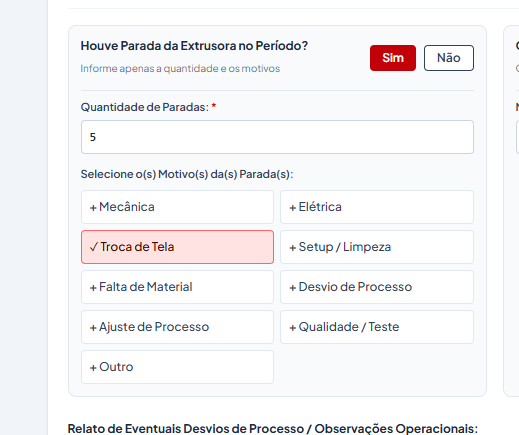 Houve Parada da Extrusora no Período?
Informe apenas a quantidade e os motivos
Sim
Não
Quantidade de Paradas: *
5
Selecione o(s) Motivo(s) da(s) Parada(s):
+ Mecânica
+ Elétrica
✓ Troca de Tela
+ Setup / Limpeza
+ Falta de Material
+ Desvio de Processo
+ Ajuste de Processo
+ Qualidade / Teste
+ Outro
Relato de Eventuais Desvios de Processo / Observações Operacionais: